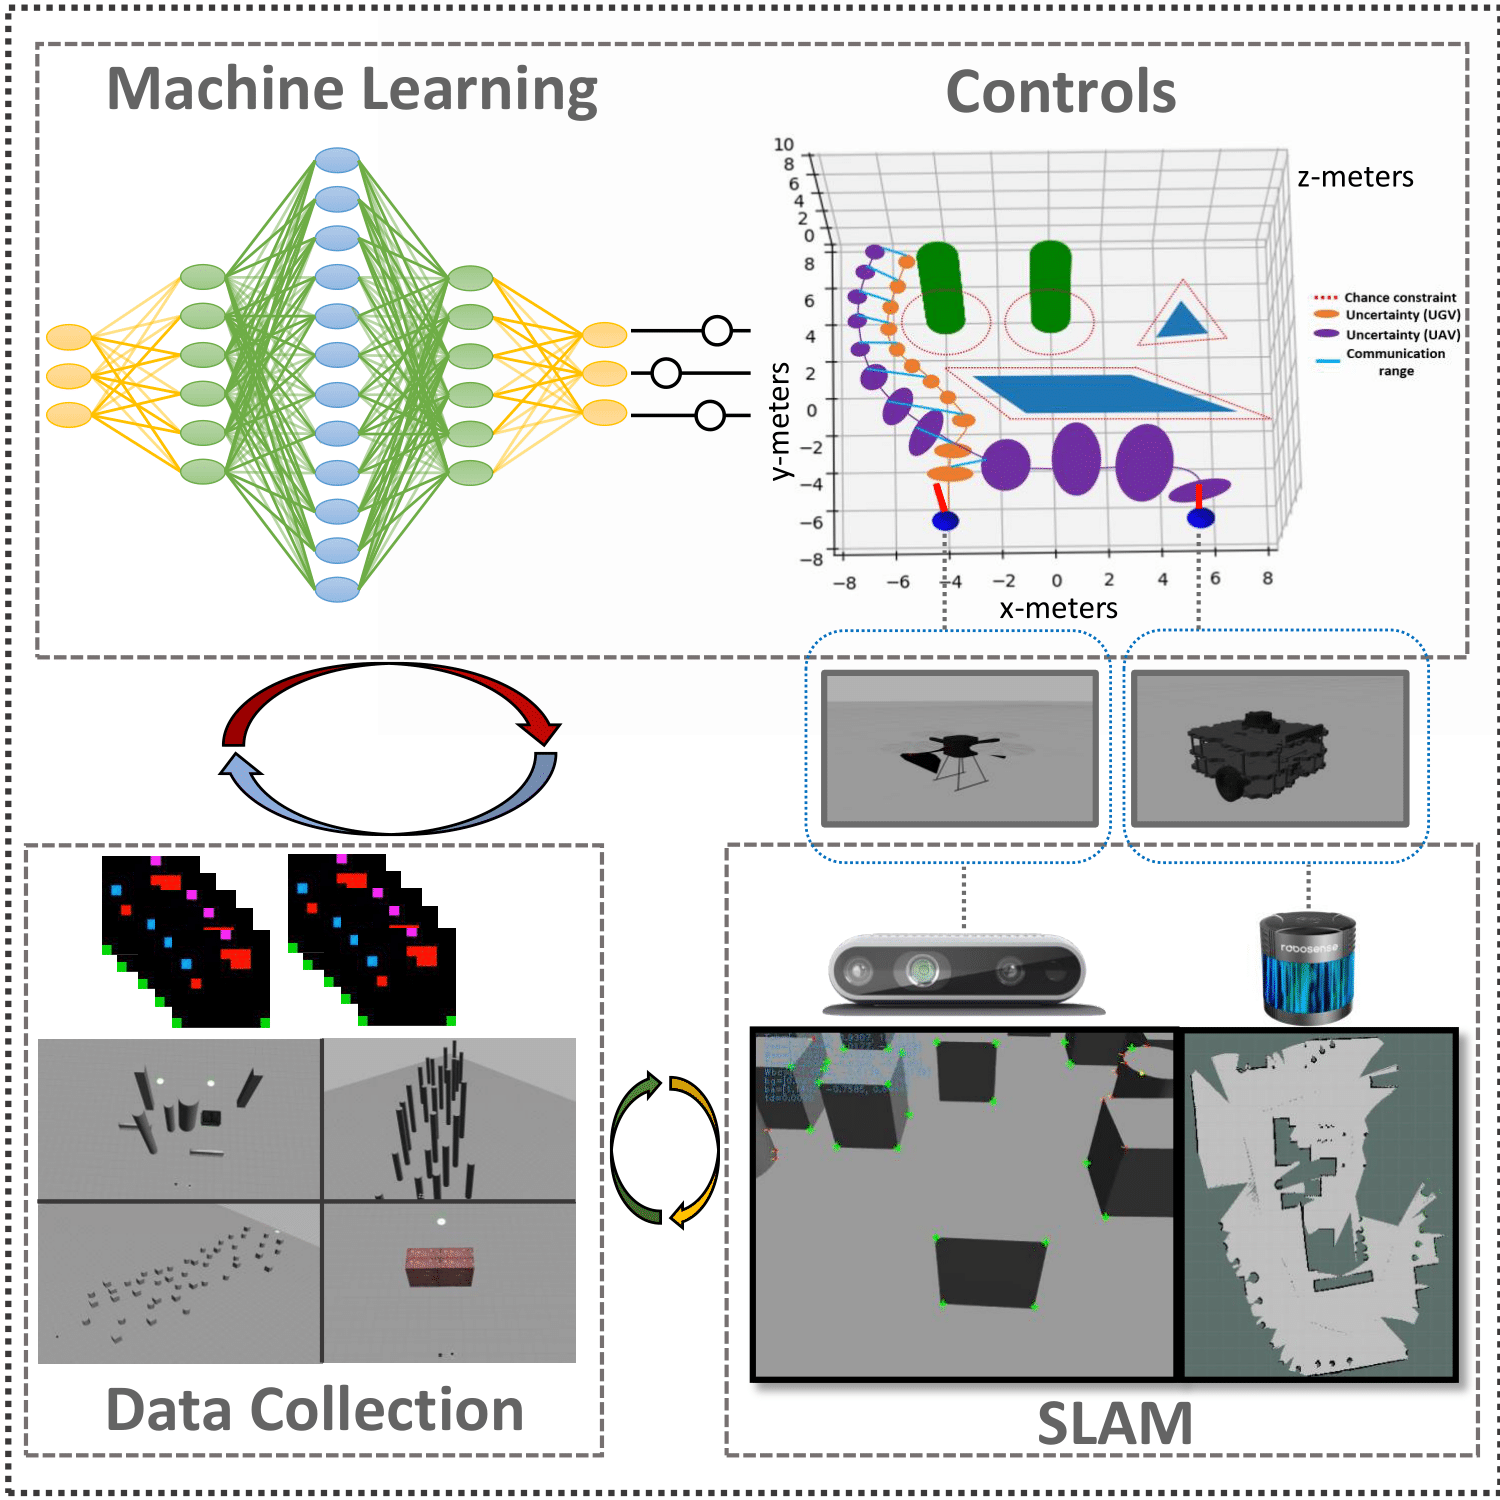 Machine Learning
Controls
10
8
6
4
2
0
z-meters
8
6
4
2
0
−2
−4
−6
−8
y-meters
−8 −6 −4 −2 0 2 4 6 8
x-meters
Chance constraint
Uncertainty (UGV)
Uncertainty (UAV)
Communication
range
robosense
Data Collection
SLAM